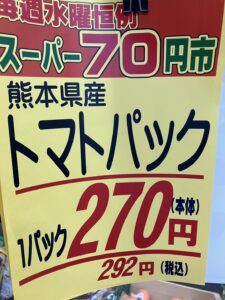 毎週水曜恒例
スーパー70円市
熊本県産
トマトパック
1パック270円(本体)
292円(税込)